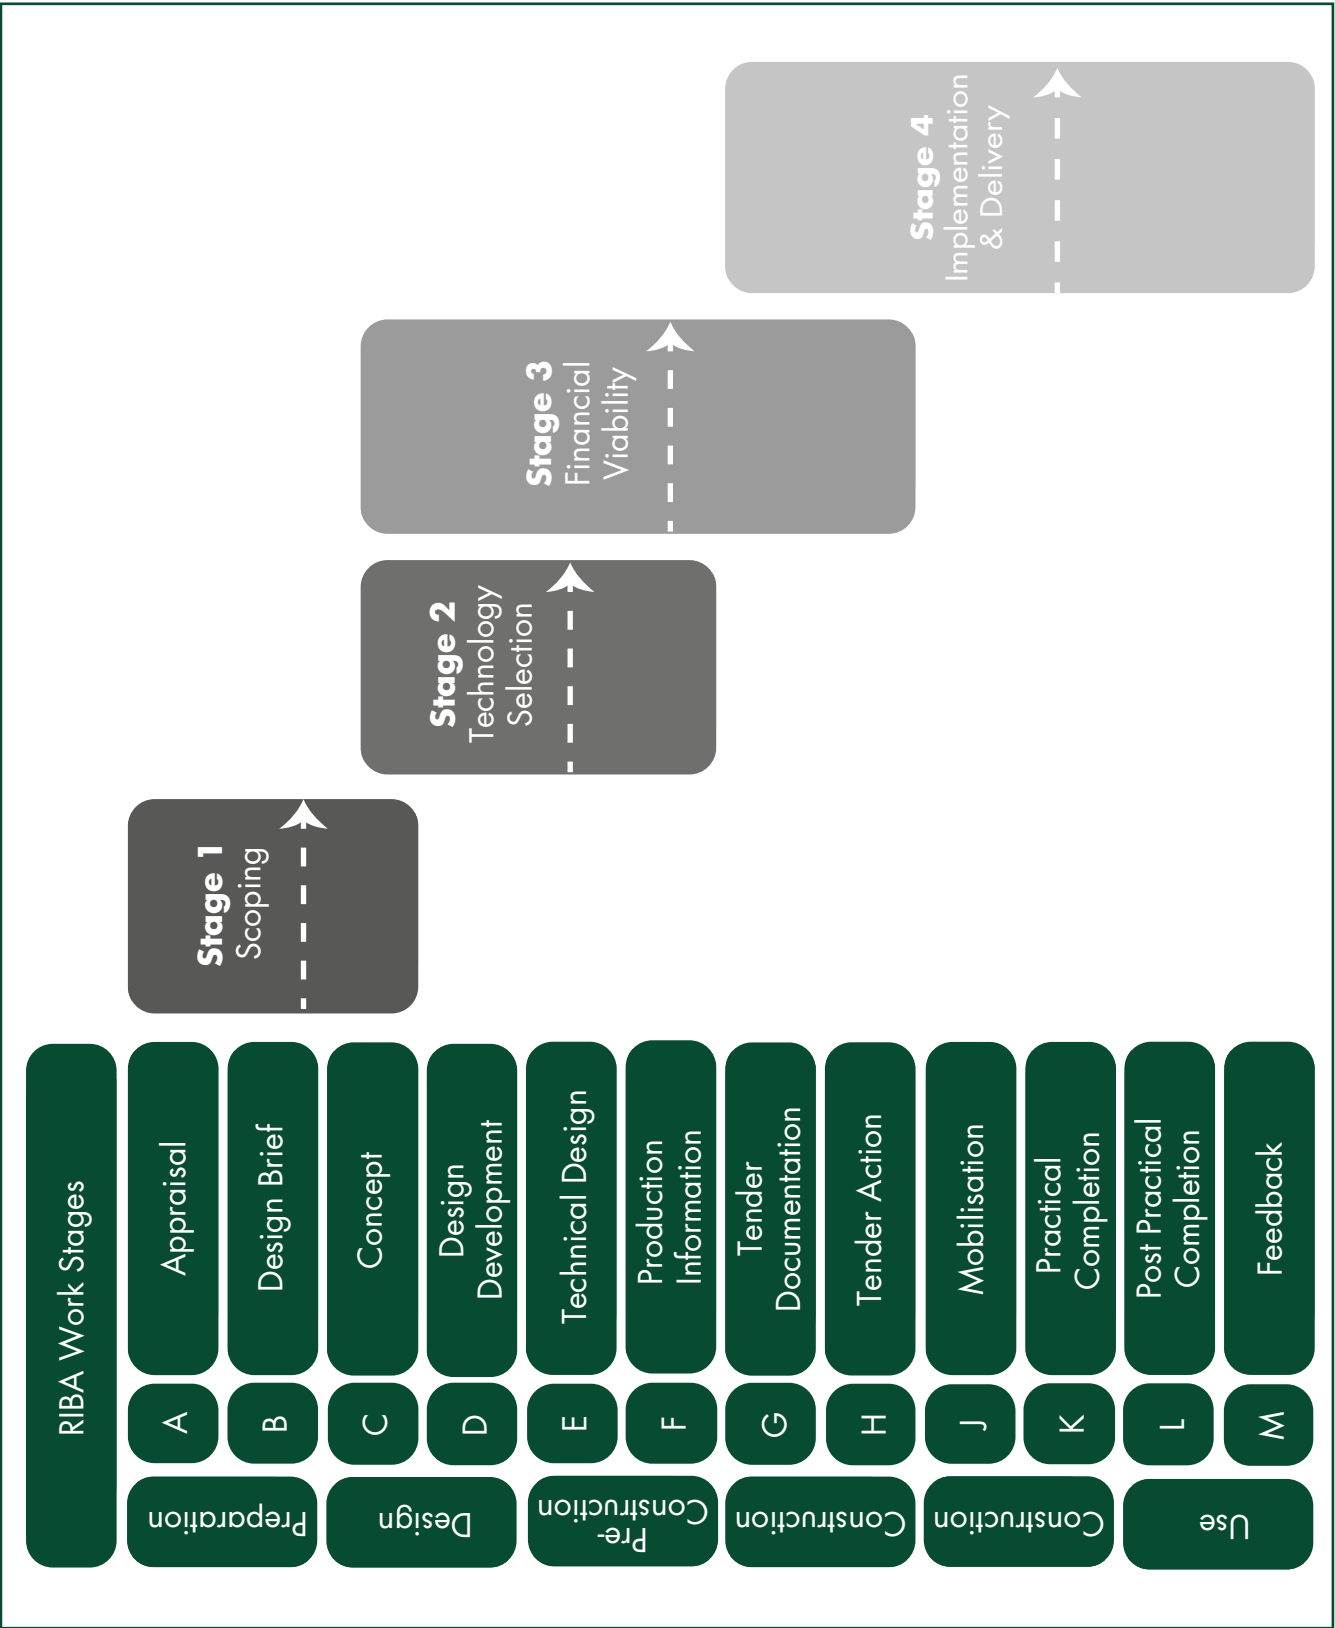 RIBA Work Stages
Preparation
A
Appraisal
B
Design Brief
Design
C
Concept
D
Design
Development
Pre-
Construction
E
Technical Design
F
Production
Information
Construction
G
Tender
Documentation
H
Tender Action
Construction
J
Mobilisation
K
Practical
Completion
Use
L
Post Practical
Completion
M
Feedback
Stage 1
Scoping
Stage 2
Technology
Selection
Stage 3
Financial
Viability
Stage 4
Implementation
& Delivery